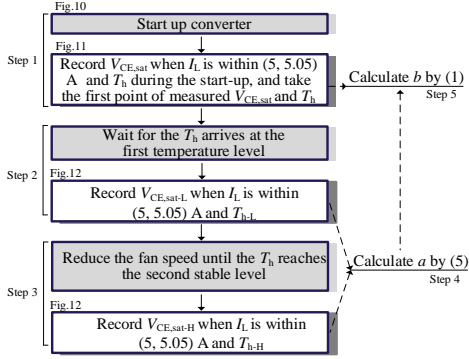 Fig.10
Start up converter
Step 1
Fig.11
Record VCE,sat when IL is within (5, 5.05)
A and Th during the start-up, and take
the first point of measured VCE,sat and Th
Calculate b by (1)
Step 5
Wait for the Th arrives at the
first temperature level
Step 2
Fig.12
Record VCE,sat-L when IL is within
(5, 5.05) A and Th-L
Reduce the fan speed until the Th reaches
the second stable level
Calculate a by (5)
Step 4
Step 3
Fig.12
Record VCE,sat-H when IL is within
(5, 5.05) A and Th-H